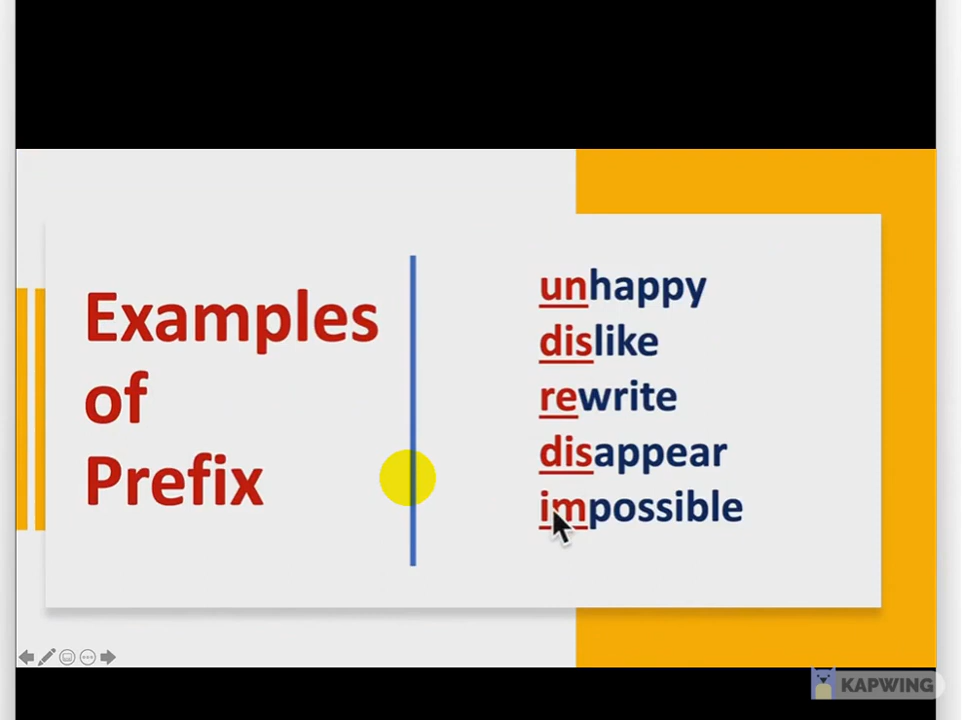 Examples
of
Prefix
unhappy
dislike
rewrite
disappear
impossible
KAPWING